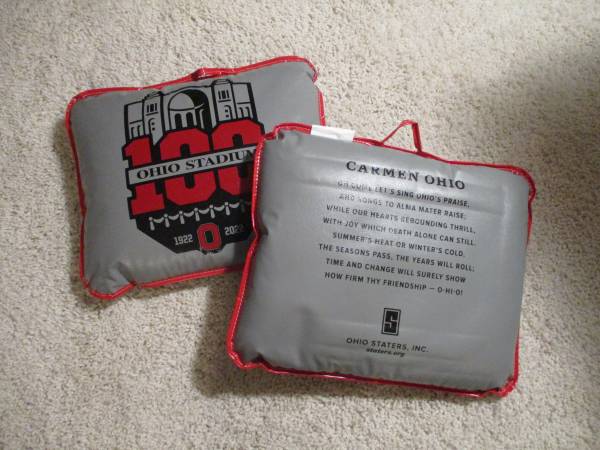 100
OHIO STADIUM
1922 O 2022
CARMEN OHIO
OH COME LET'S SING OHIO'S PRAISE,
AND SONGS TO ALMA MATER RAISE;
WHILE OUR HEARTS REBOUNDING THRILL,
WITH JOY WHICH DEATH ALONE CAN STILL.
SUMMER'S HEAT OR WINTER'S COLD,
THE SEASONS PASS, THE YEARS WILL ROLL;
TIME AND CHANGE WILL SURELY SHOW
HOW FIRM THY FRIENDSHIP — O-HI-O!
S
OHIO STATERS, INC.
staters.org